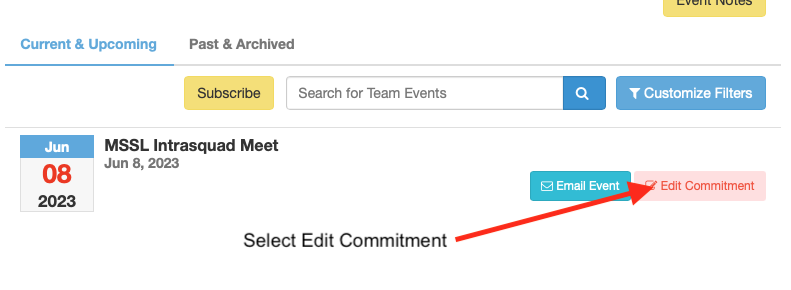 Event Notes
Current & Upcoming
Past & Archived
Subscribe
Search for Team Events
Customize Filters
Jun
08
2023
MSSL Intrasquad Meet
Jun 8, 2023
Email Event
Edit Commitment
Select Edit Commitment